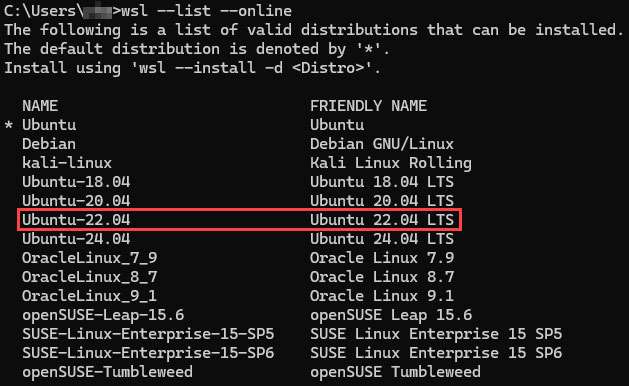 C:\Users\>wsl --list --online
The following is a list of valid distributions that can be installed.
The default distribution is denoted by '*'.
Install using 'wsl --install -d <Distro>'.
NAME FRIENDLY NAME
* Ubuntu Ubuntu
Debian Debian GNU/Linux
kali-linux Kali Linux Rolling
Ubuntu-18.04 Ubuntu 18.04 LTS
Ubuntu-20.04 Ubuntu 20.04 LTS
Ubuntu-22.04 Ubuntu 22.04 LTS
Ubuntu-24.04 Ubuntu 24.04 LTS
OracleLinux_7_9 Oracle Linux 7.9
OracleLinux_8_7 Oracle Linux 8.7
OracleLinux_9_1 Oracle Linux 9.1
openSUSE-Leap-15.6 openSUSE Leap 15.6
SUSE-Linux-Enterprise-15-SP5 SUSE Linux Enterprise 15 SP5
SUSE-Linux-Enterprise-15-SP6 SUSE Linux Enterprise 15 SP6
openSUSE-Tumbleweed openSUSE Tumbleweed